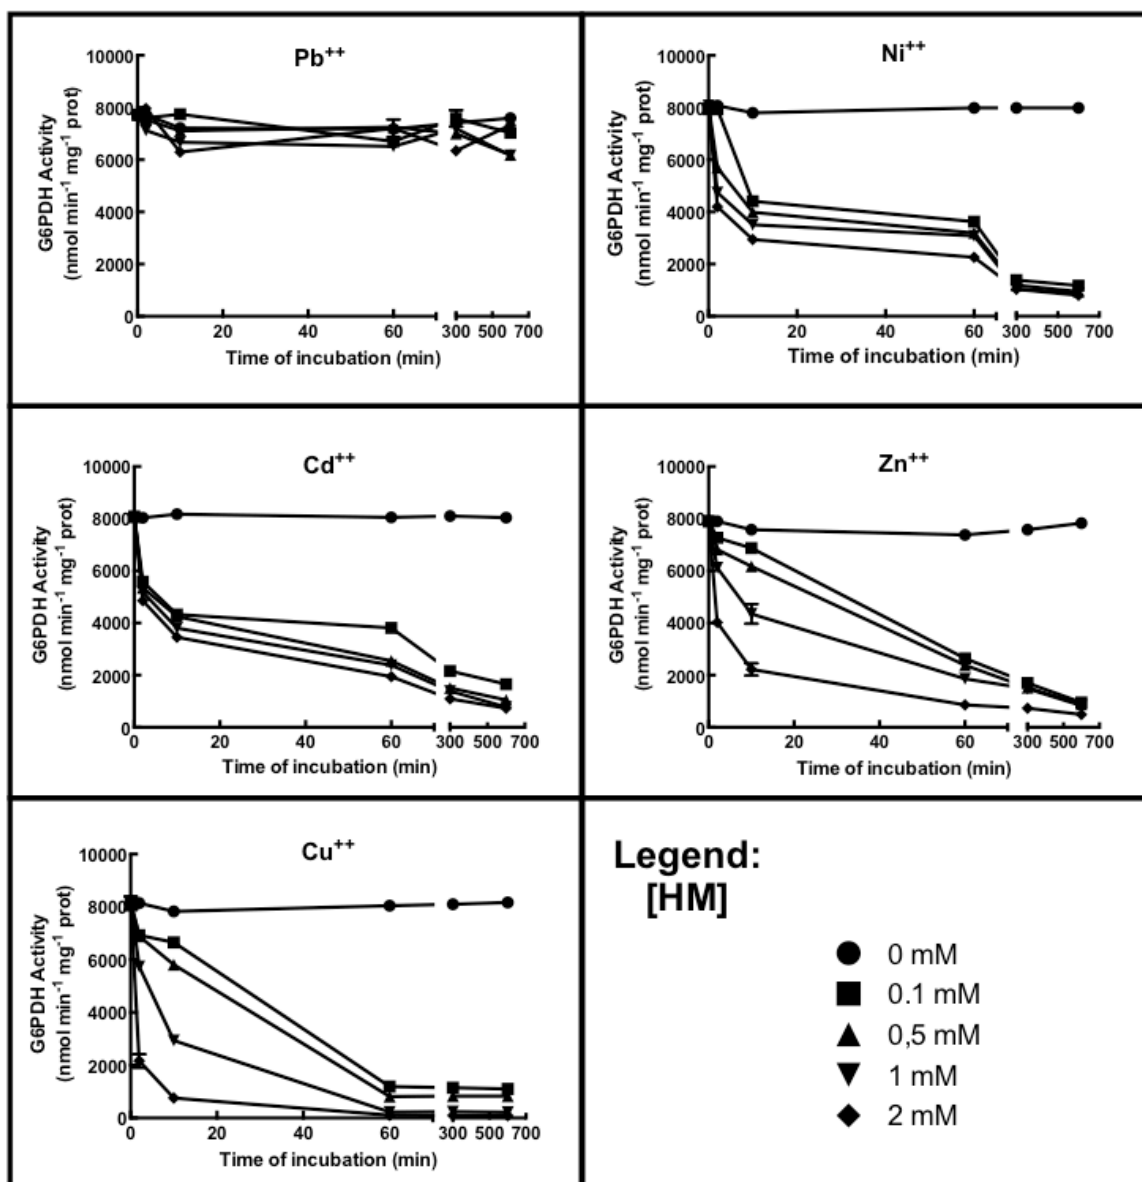 Pb++
10000
8000
6000
4000
2000
0
G6PDH Activity
(nmol min-1 mg-1 prot)
0 20 40 60 300 500 700
Time of incubation (min)
Ni++
10000
8000
6000
4000
2000
0
G6PDH Activity
(nmol min-1 mg-1 prot)
0 20 40 60 300 500 700
Time of incubation (min)
Cd++
10000
8000
6000
4000
2000
0
G6PDH Activity
(nmol min-1 mg-1 prot)
0 20 40 60 300 500 700
Time of incubation (min)
Zn++
10000
8000
6000
4000
2000
0
G6PDH Activity
(nmol min-1 mg-1 prot)
0 20 40 60 300 500 700
Time of incubation (min)
Cu++
10000
8000
6000
4000
2000
0
G6PDH Activity
(nmol min-1 mg-1 prot)
0 20 40 60 300 500 700
Time of incubation (min)
Legend:
[HM]
0 mM
0.1 mM
0,5 mM
1 mM
2 mM